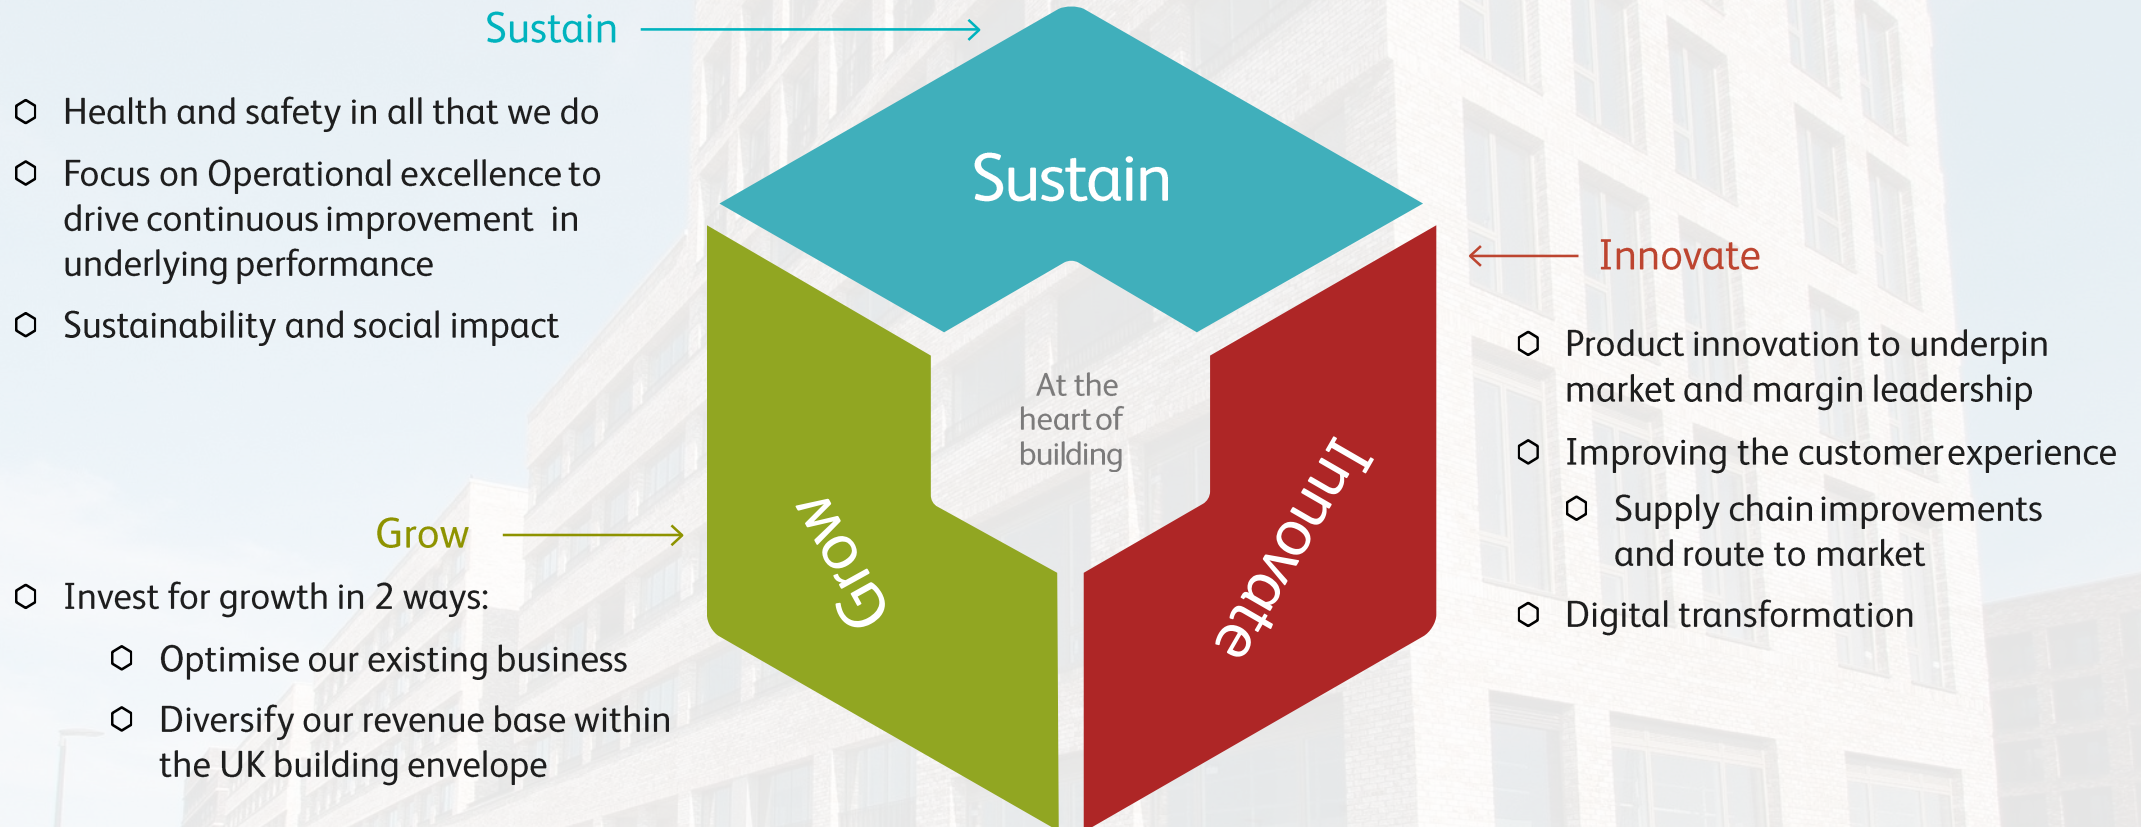 Sustain
Health and safety in all that we do
Focus on Operational excellence to
drive continuous improvement in
underlying performance
Sustainability and social impact
Grow
Invest for growth in 2 ways:
Optimise our existing business
Diversify our revenue base within
the UK building envelope
Sustain
At the
heart of
building
Grow
Innovate
Innovate
Product innovation to underpin
market and margin leadership
Improving the customer experience
Supply chain improvements
and route to market
Digital transformation